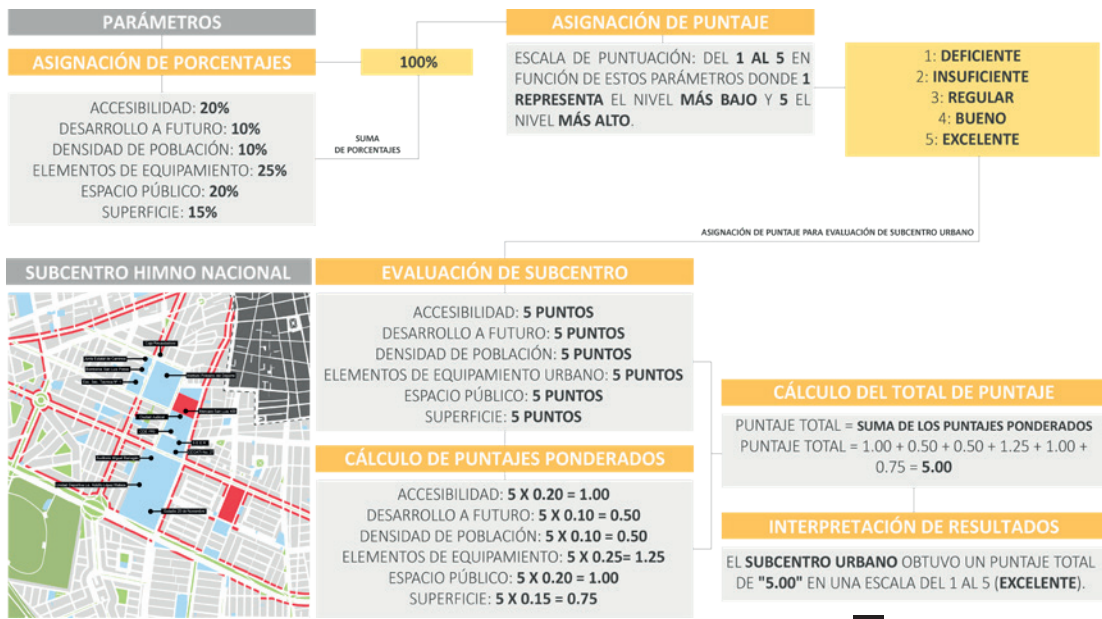 PARÁMETROS
ASIGNACIÓN DE PORCENTAJES
ACCESIBILIDAD: 20%
DESARROLLO A FUTURO: 10%
DENSIDAD DE POBLACIÓN: 10%
ELEMENTOS DE EQUIPAMIENTO: 25%
ESPACIO PÚBLICO: 20%
SUPERFICIE: 15%
100%
SUMA
DE PORCENTAJES
ASIGNACIÓN DE PUNTAJE
ESCALA DE PUNTUACIÓN: DEL 1 AL 5 EN
FUNCIÓN DE ESTOS PARÁMETROS DONDE 1
REPRESENTA EL NIVEL MÁS BAJO Y 5 EL
NIVEL MÁS ALTO.
1: DEFICIENTE
2: INSUFICIENTE
3: REGULAR
4: BUENO
5: EXCELENTE
ASIGNACIÓN DE PUNTAJE PARA EVALUACIÓN DE SUBCENTRO URBANO
SUBCENTRO HIMNO NACIONAL
EVALUACIÓN DE SUBCENTRO
ACCESIBILIDAD: 5 PUNTOS
DESARROLLO A FUTURO: 5 PUNTOS
DENSIDAD DE POBLACIÓN: 5 PUNTOS
ELEMENTOS DE EQUIPAMIENTO URBANO: 5 PUNTOS
ESPACIO PÚBLICO: 5 PUNTOS
SUPERFICIE: 5 PUNTOS
CÁLCULO DE PUNTAJES PONDERADOS
ACCESIBILIDAD: 5 X 0.20 = 1.00
DESARROLLO A FUTURO: 5 X 0.10 = 0.50
DENSIDAD DE POBLACIÓN: 5 X 0.10 = 0.50
ELEMENTOS DE EQUIPAMIENTO: 5 X 0.25= 1.25
ESPACIO PÚBLICO: 5 X 0.20 = 1.00
SUPERFICIE: 5 X 0.15 = 0.75
CÁLCULO DEL TOTAL DE PUNTAJE
PUNTAJE TOTAL = SUMA DE LOS PUNTAJES PONDERADOS
PUNTAJE TOTAL = 1.00 + 0.50 + 0.50 + 1.25 + 1.00 +
0.75 = 5.00
INTERPRETACIÓN DE RESULTADOS
EL SUBCENTRO URBANO OBTUVO UN PUNTAJE TOTAL
DE "5.00" EN UNA ESCALA DEL 1 AL 5 (EXCELENTE).